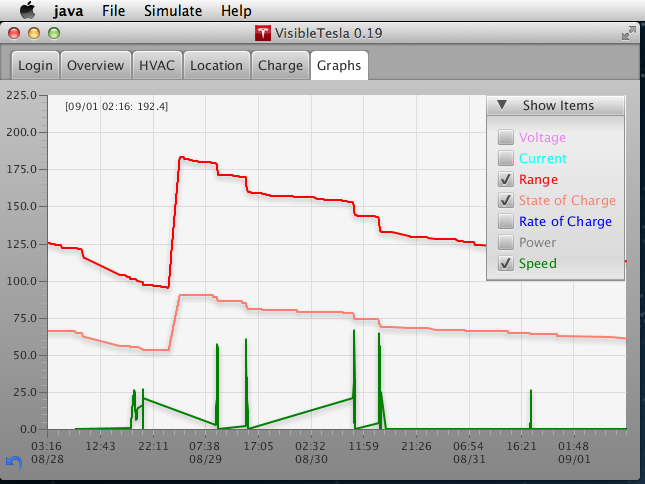 java File Simulate Help
VisibleTesla 0.19
Login Overview HVAC Location Charge Graphs
[09/01 02:16: 192.4]
Show Items
Voltage
Current
Range
State of Charge
Rate of Charge
Power
Speed
225.0
200.0
175.0
150.0
125.0
100.0
75.0
50.0
25.0
0.0
03:16 12:43 22:11 07:38 17:05 02:32 11:59 21:26 06:54 16:21 01:48
08/28 08/29 08/30 08/31 09/01